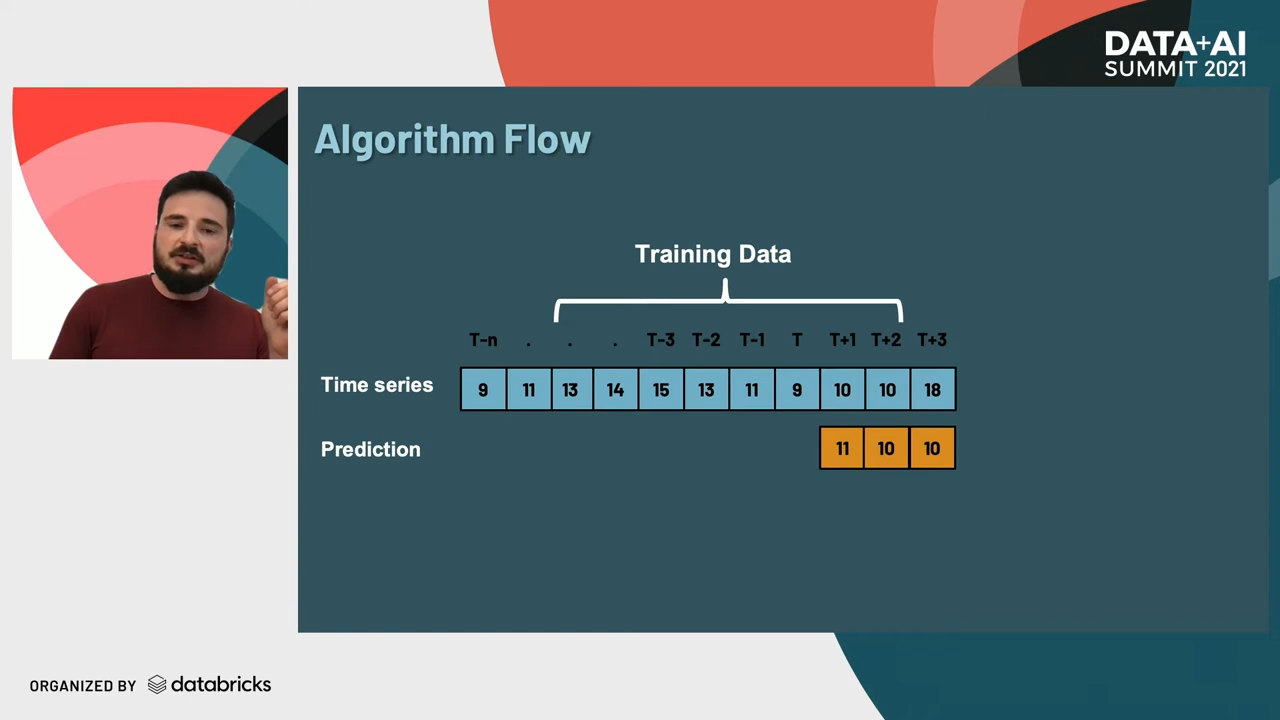 DATA+AI
SUMMIT 2021
Algorithm Flow
Training Data
T-n . . . T-3 T-2 T-1 T T+1 T+2 T+3
Time series 9 11 13 14 15 13 11 9 10 10 18
Prediction 11 10 10
ORGANIZED BY databricks